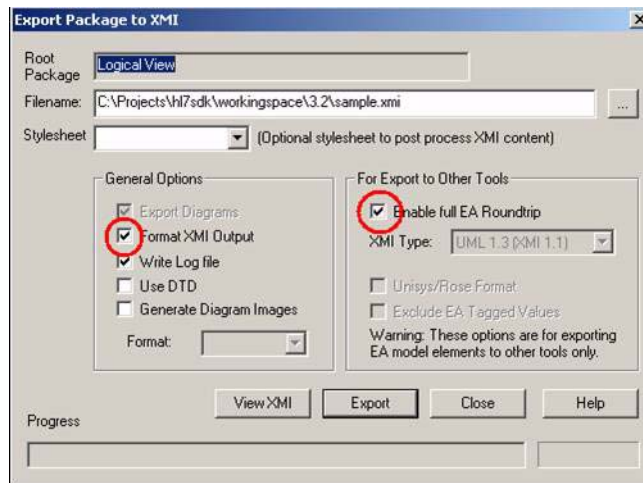 Export Package to XMI
Root Package
Logical View
Filename:
C:\Projects\hl7sdk\workingspace\3.2\sample.xmi
...
Stylesheet
(Optional stylesheet to post process XMI content)
General Options
Export Diagrams
Format XMI Output
Write Log file
Use DTD
Generate Diagram Images
Format:
For Export to Other Tools
Enable full EA Roundtrip
XMI Type:
UML 1.3 (XMI 1.1)
Unisys/Rose Format
Exclude EA Tagged Values
Warning: These options are for exporting
EA model elements to other tools only.
View XMI
Export
Close
Help
Progress